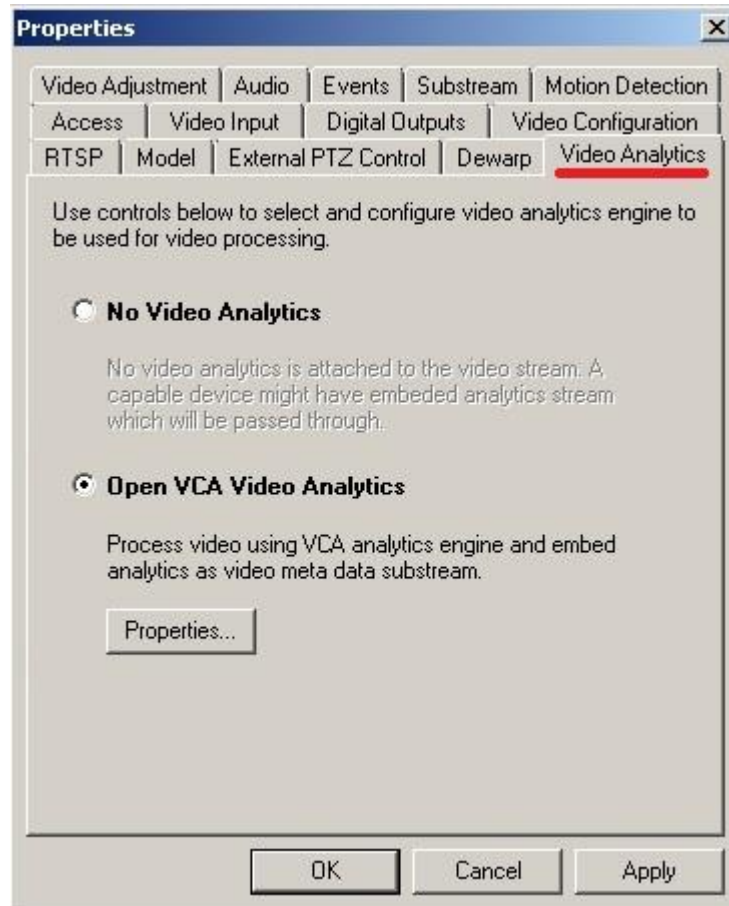 Properties
Video Adjustment Audio Events Substream Motion Detection
Access Video Input Digital Outputs Video Configuration
RTSP Model External PTZ Control Dewarp Video Analytics
Use controls below to select and configure video analytics engine to
be used for video processing.
No Video Analytics
No video analytics is attached to the video stream. A
capable device might have embeded analytics stream
which will be passed through.
Open VCA Video Analytics
Process video using VCA analytics engine and embed
analytics as video meta data substream.
Properties...
OK Cancel Apply